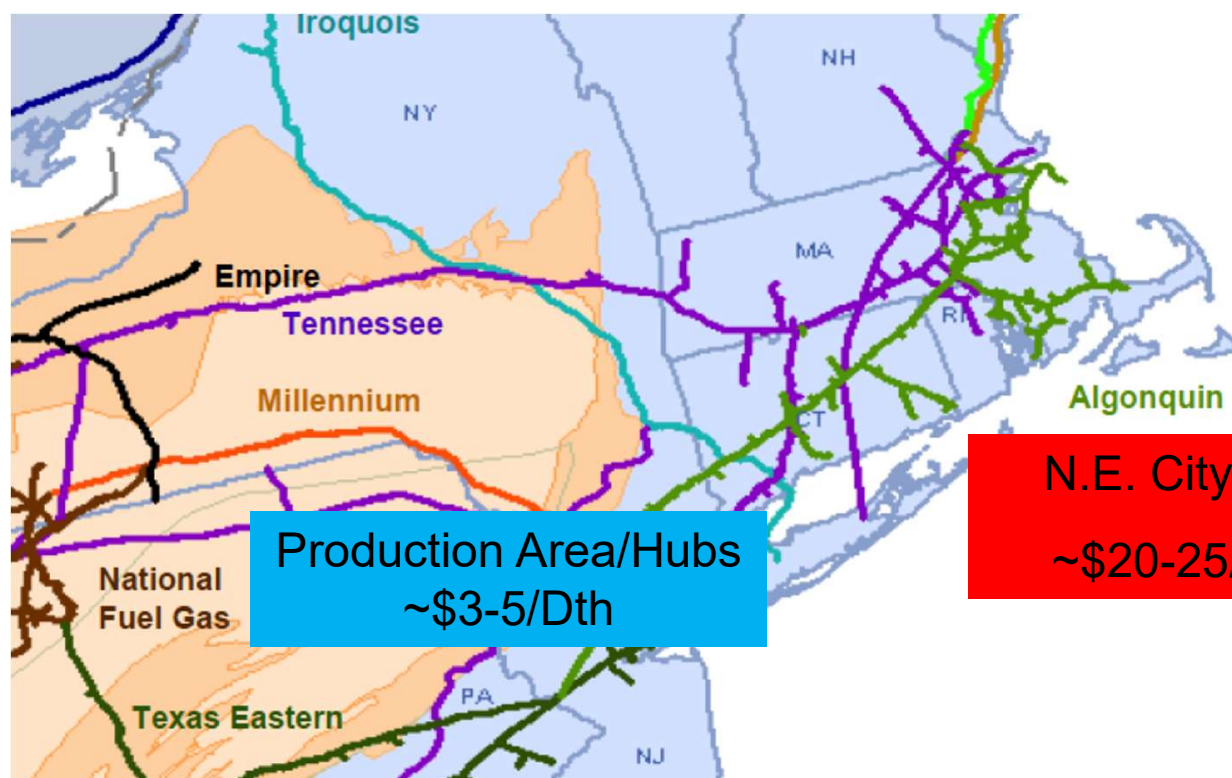 Iroquois
NH
NY
MA
Empire
Tennessee
RI
Millennium
Algonquin
CT
N.E. City
~$20-25/
Production Area/Hubs
~$3-5/Dth
National
Fuel Gas
PA
Texas Eastern
NJ